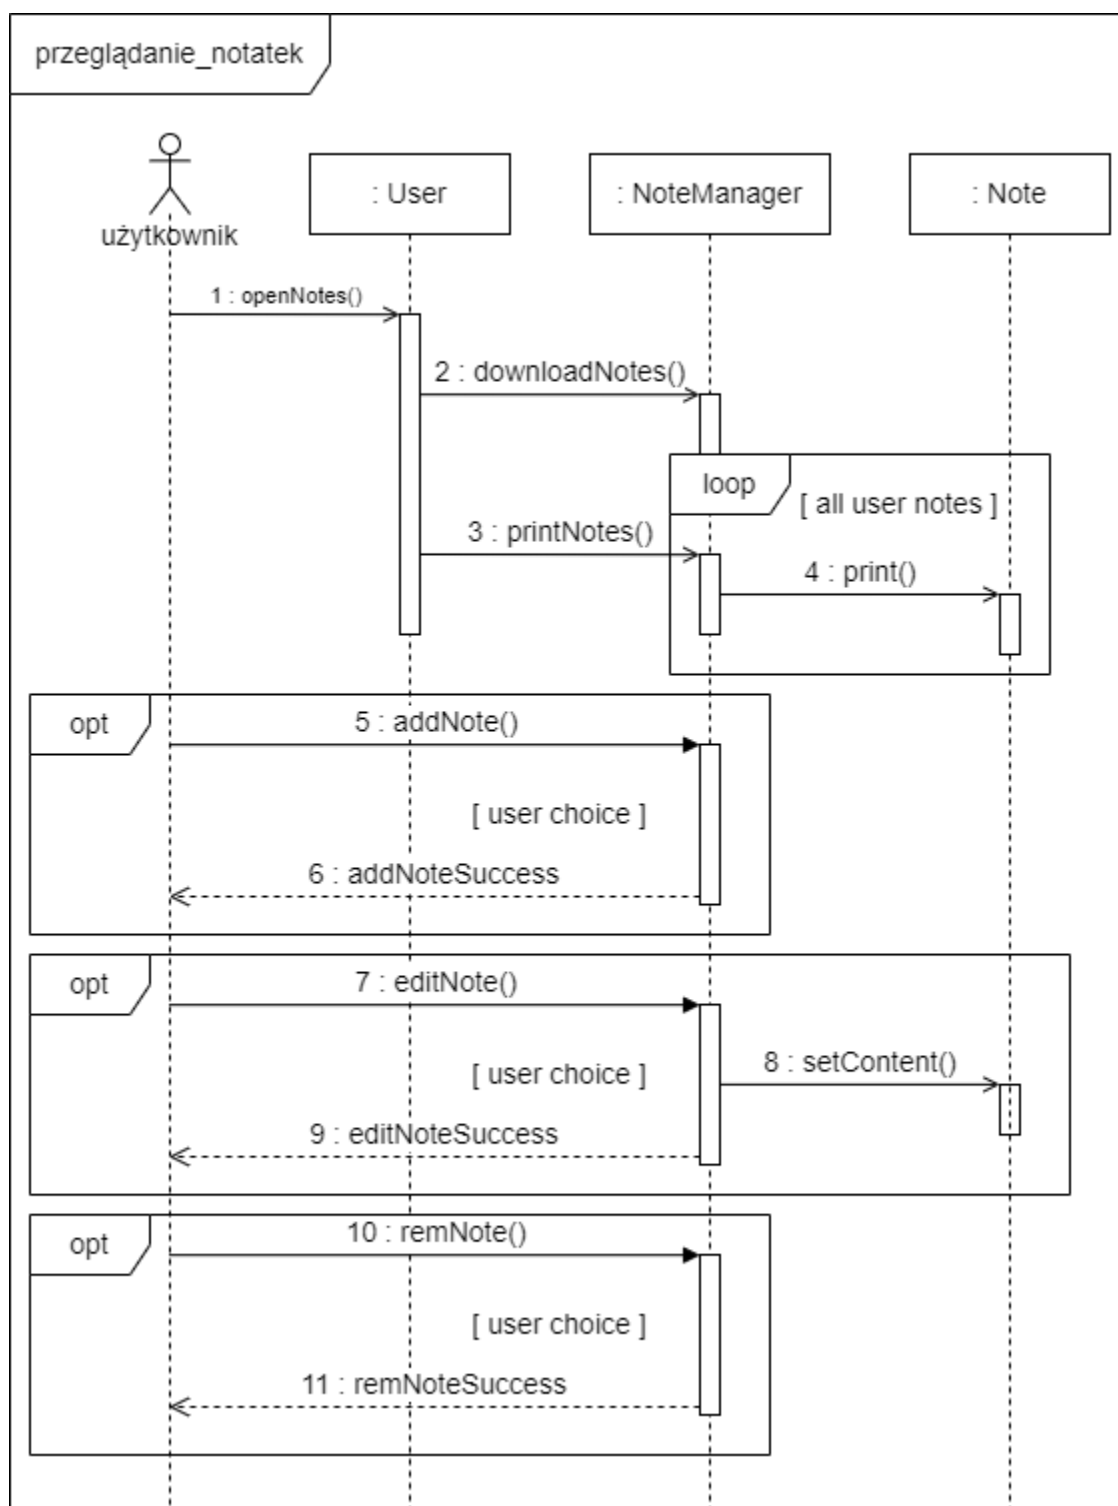 przeglądanie_notatek
użytkownik
: User
: NoteManager
: Note
1 : openNotes()
2 : downloadNotes()
loop
[ all user notes ]
3 : printNotes()
4 : print()
opt
5 : addNote()
[ user choice ]
6 : addNoteSuccess
opt
7 : editNote()
[ user choice ]
8 : setContent()
9 : editNoteSuccess
opt
10 : remNote()
[ user choice ]
11 : remNoteSuccess